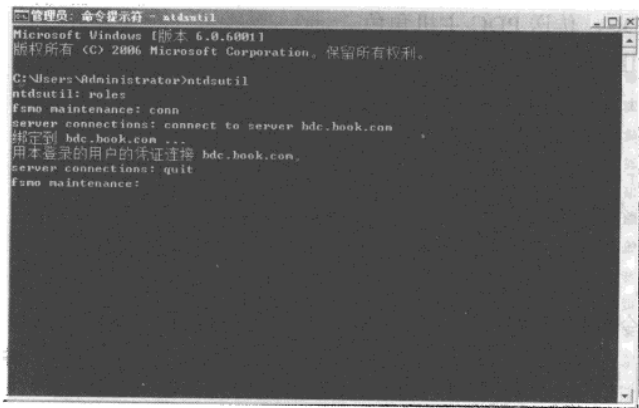 管理员: 命令提示符 - ntdsutil
Microsoft Windows [版本 6.0.6001]
版权所有 (C) 2006 Microsoft Corporation。保留所有权利。
C:\Users\Administrator>ntdsutil
ntdsutil: roles
fsmo maintenance: conn
server connections: connect to server bdc.book.com
绑定到 bdc.book.com ...
用本登录的用户的凭证连接 bdc.book.com。
server connections: quit
fsmo maintenance: